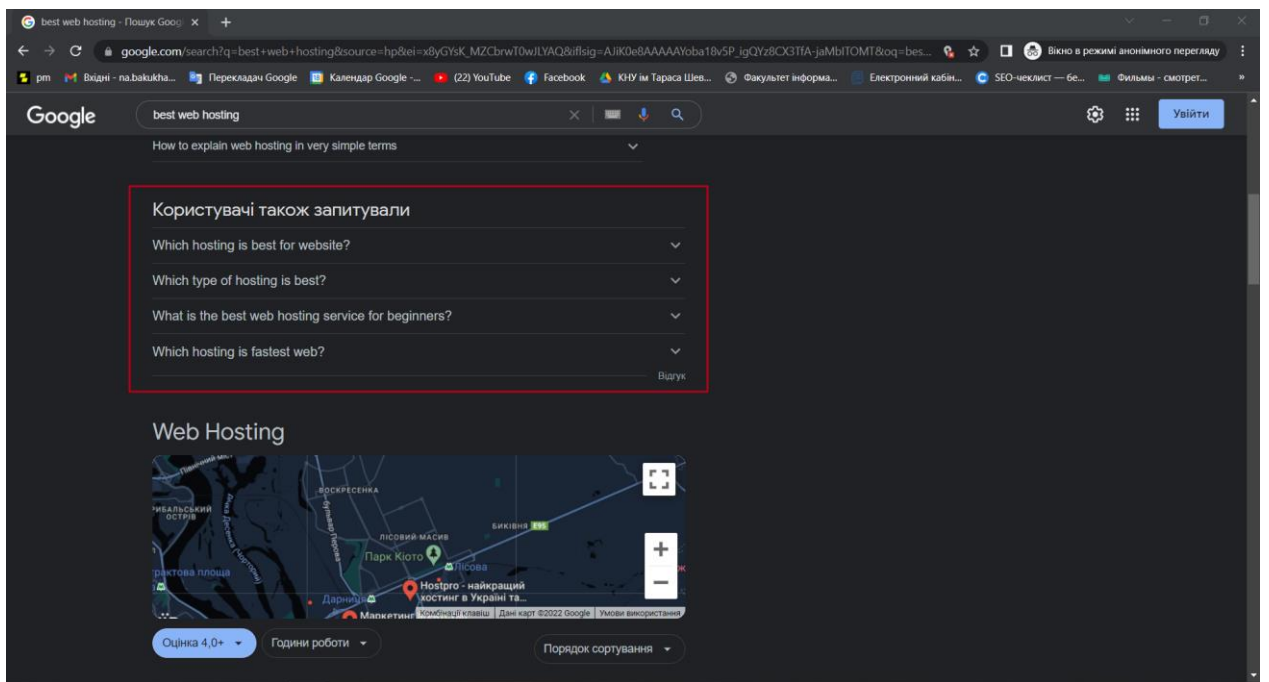 best web hosting - Пошук Goog
google.com/search?q=best+web+hosting&source=hp&ei=x8yGYsK_MZCbrwT0wJLYAQ&iflsig=AJiK0e8AAAAAYoba18v5P_igQYz8CX3TfA-jaMbITOMT&oq=bes...
Вікно в режимі анонімного перегляду
pm Вхідні - na.bakukha... Перекладач Google Календар Google -... (22) YouTube Facebook КНУ ім Тараса Шев... Факультет інформа... Електронний кабін... SEO-чеклист — бе... Фильмы - смотрет... »
Google best web hosting Увійти
How to explain web hosting in very simple terms
Користувачі також запитували
Which hosting is best for website?
Which type of hosting is best?
What is the best web hosting service for beginners?
Which hosting is fastest web?
Відгук
Web Hosting
ВОСКРЕСЕНКА
РИБАЛЬСЬКИЙ
ОСТРІВ
бульвар Перова
БИКІВНЯ E95
ЛІСОВИЙ МАСИВ
Парк Кіото
Лісова
рактова площа
Hostpro - найкращий
хостинг в Україні та...
Дарниця
Маркетинг
Комбінації клавіш Дані карт ©2022 Google Умови використання
Оцінка 4,0+ Години роботи Порядок сортування